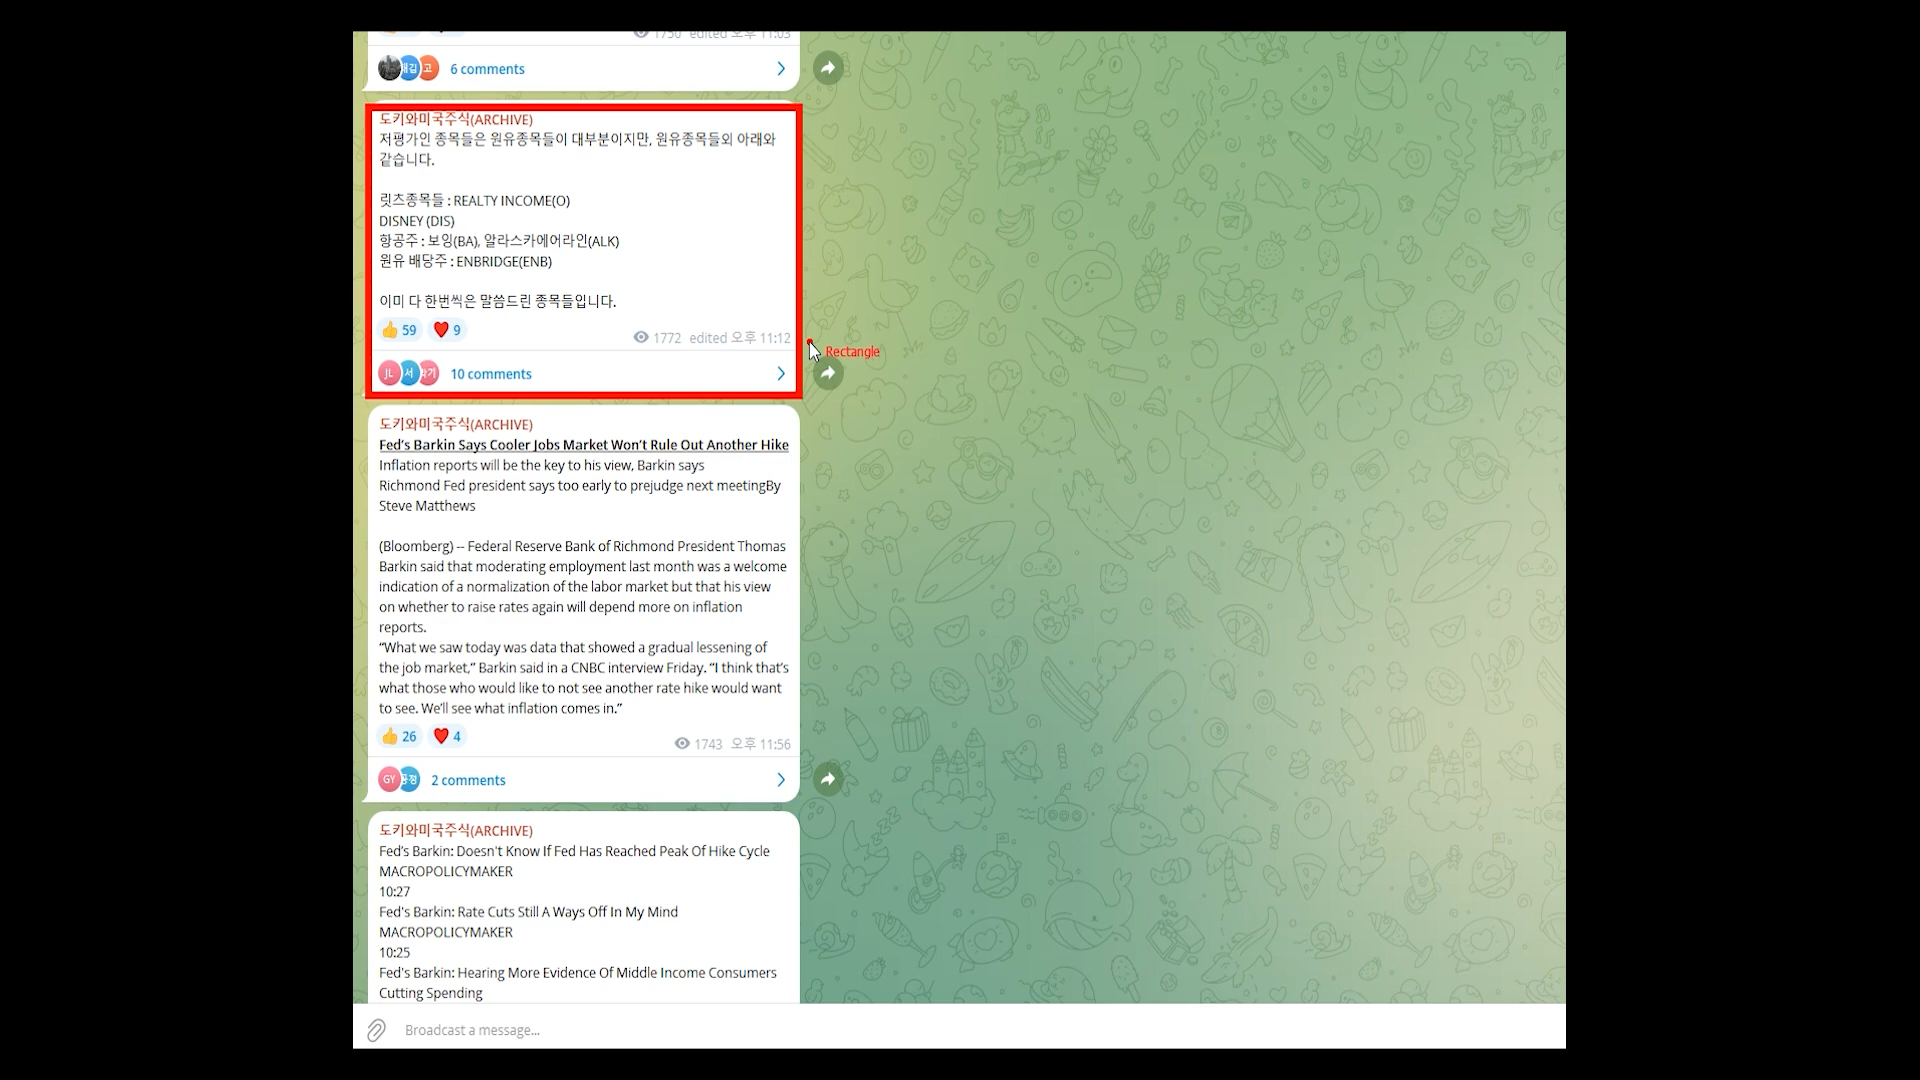 1750 edited 오후 11:03
재김 고 6 comments
도키와미국주식(ARCHIVE)
저평가인 종목들은 원유종목들이 대부분이지만, 원유종목들외 아래와
같습니다.
릿츠종목들 : REALTY INCOME(O)
DISNEY (DIS)
항공주 : 보잉(BA), 알라스카에어라인(ALK)
원유 배당주 : ENBRIDGE(ENB)
이미 다 한번씩은 말씀드린 종목들입니다.
59 9
1772 edited 오후 11:12
Rectangle
JL 서 10 comments
도키와미국주식(ARCHIVE)
Fed's Barkin Says Cooler Jobs Market Won't Rule Out Another Hike
Inflation reports will be the key to his view, Barkin says
Richmond Fed president says too early to prejudge next meetingBy
Steve Matthews
(Bloomberg) -- Federal Reserve Bank of Richmond President Thomas
Barkin said that moderating employment last month was a welcome
indication of a normalization of the labor market but that his view
on whether to raise rates again will depend more on inflation
reports.
“What we saw today was data that showed a gradual lessening of
the job market,” Barkin said in a CNBC interview Friday. “I think that’s
what those who would like to not see another rate hike would want
to see. We’ll see what inflation comes in.”
26 4
1743 오후 11:56
GY 2 comments
도키와미국주식(ARCHIVE)
Fed’s Barkin: Doesn't Know If Fed Has Reached Peak Of Hike Cycle
MACROPOLICYMAKER
10:27
Fed's Barkin: Rate Cuts Still A Ways Off In My Mind
MACROPOLICYMAKER
10:25
Fed's Barkin: Hearing More Evidence Of Middle Income Consumers
Cutting Spending
Broadcast a message...